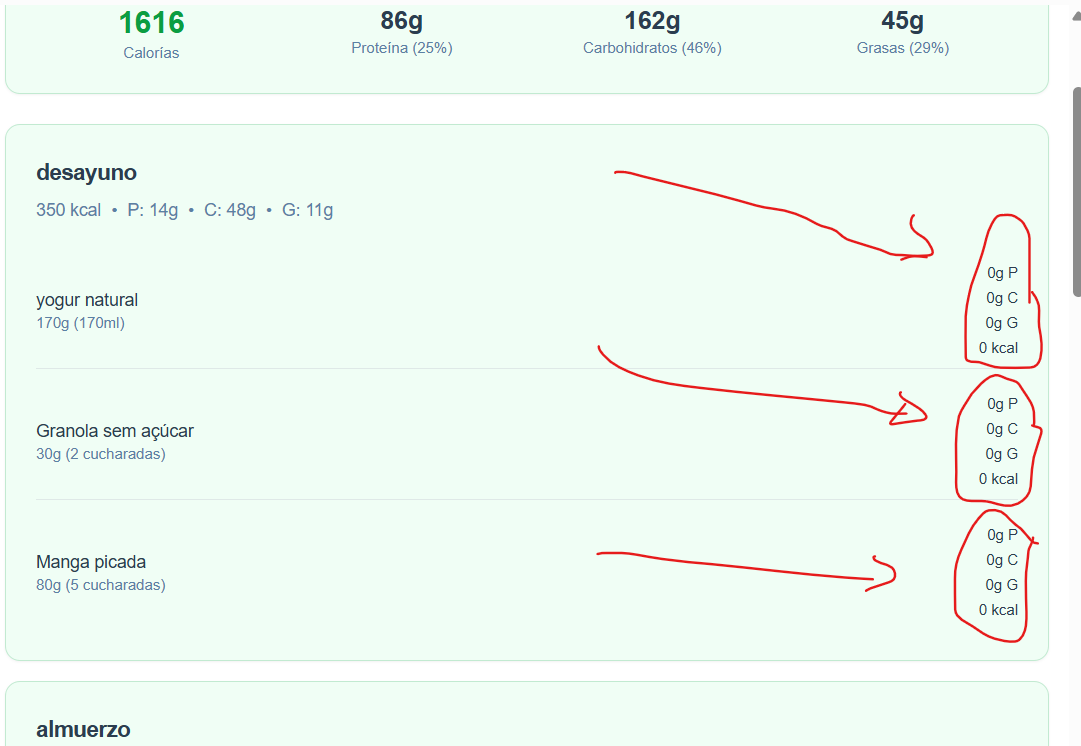 1616
Calorías
86g
Proteína (25%)
162g
Carbohidratos (46%)
45g
Grasas (29%)
desayuno
350 kcal • P: 14g • C: 48g • G: 11g
yogur natural
170g (170ml)
0g P
0g C
0g G
0 kcal
Granola sem açúcar
30g (2 cucharadas)
0g P
0g C
0g G
0 kcal
Manga picada
80g (5 cucharadas)
0g P
0g C
0g G
0 kcal
almuerzo